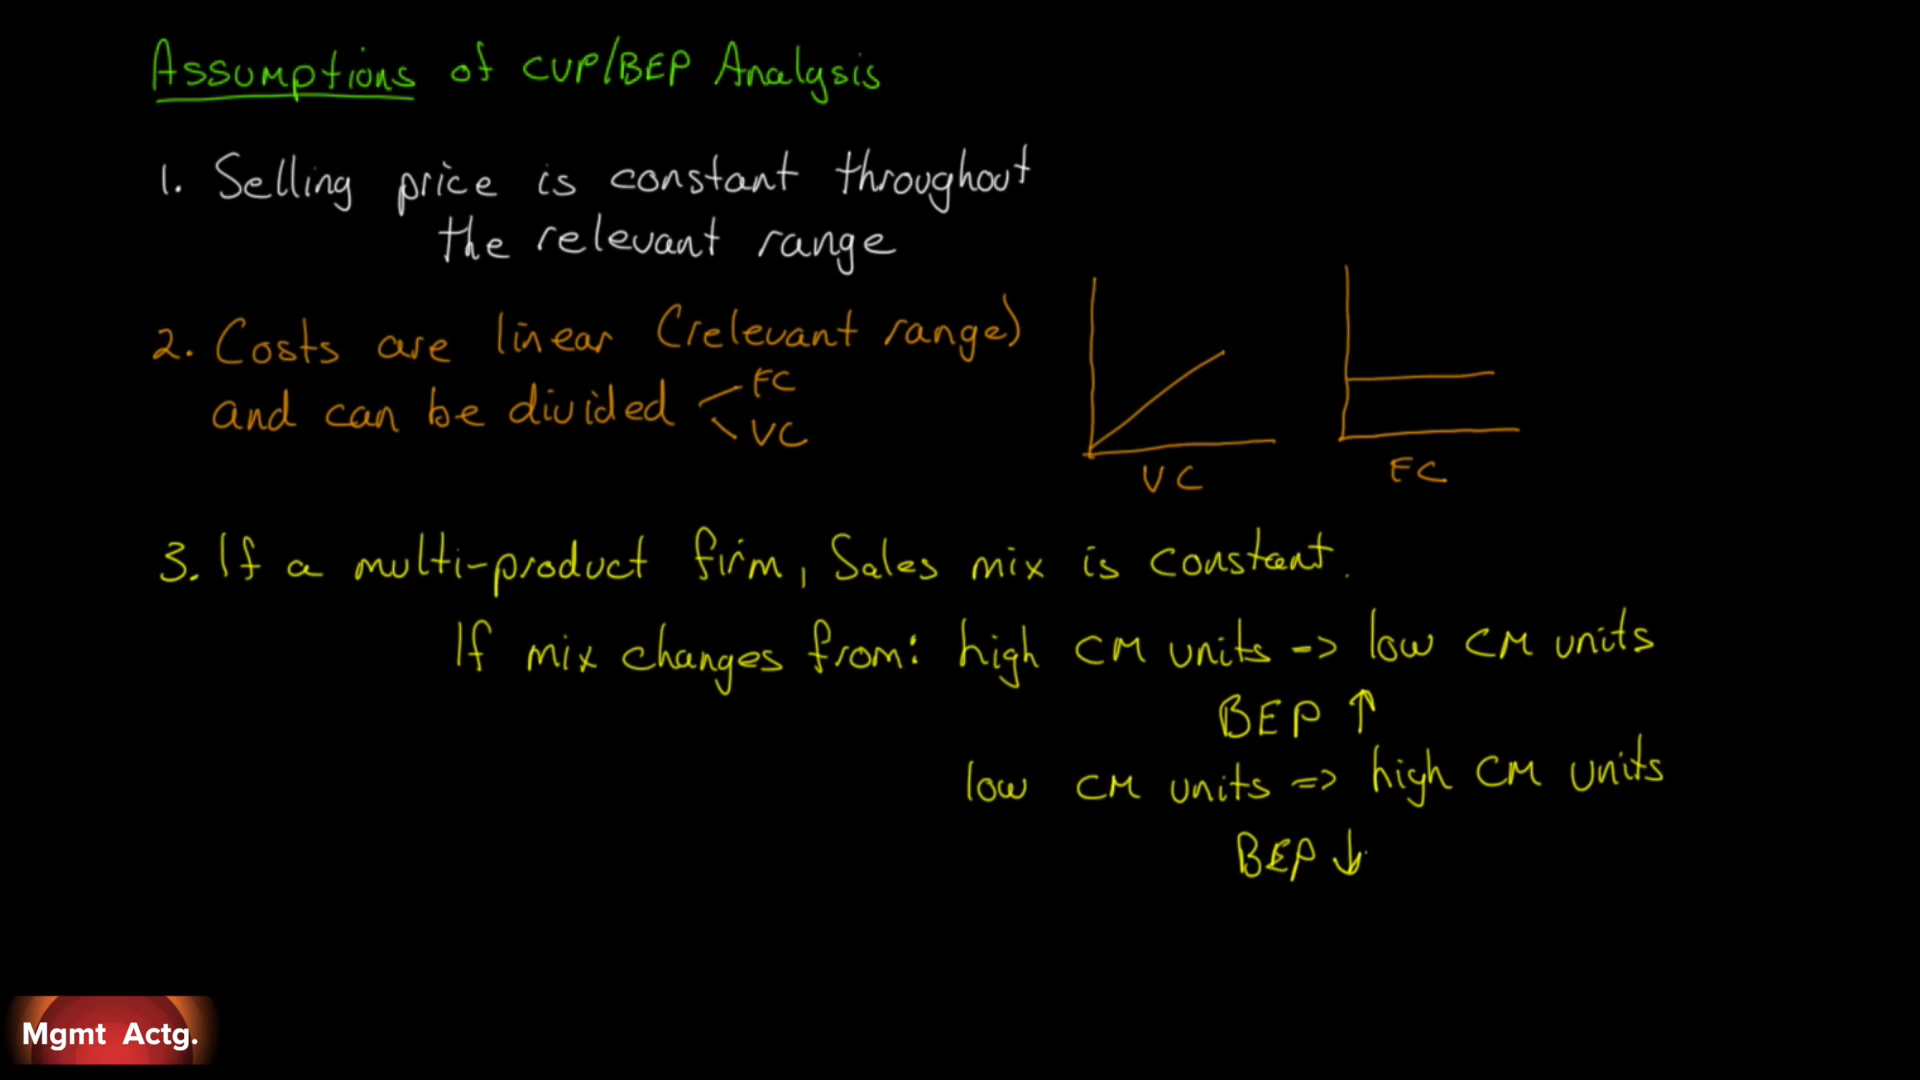 Assumptions of CVP/BEP Analysis
1. Selling price is constant throughout
the relevant range
2. Costs are linear (relevant range)
and can be divided
FC
VC
VC
FC
3. If a multi-product firm, Sales mix is constant.
If mix changes from: high CM units -> low CM units
BEP ↑
low CM units => high CM units
BEP ↓
Mgmt Actg.